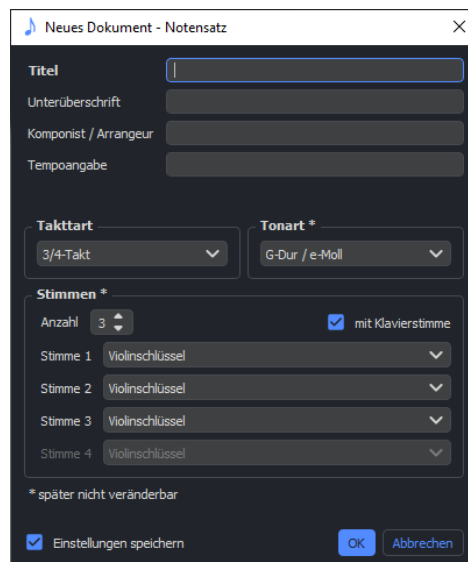 Neues Dokument - Notensatz
Titel
Unterüberschrift
Komponist / Arrangeur
Tempoangabe
Takttart Tonart *
3/4-Takt G-Dur / e-Moll
Stimmen *
Anzahl 3 mit Klavierstimme
Stimme 1 Violinschlüssel
Stimme 2 Violinschlüssel
Stimme 3 Violinschlüssel
Stimme 4 Violinschlüssel
* später nicht veränderbar
Einstellungen speichern OK Abbrechen